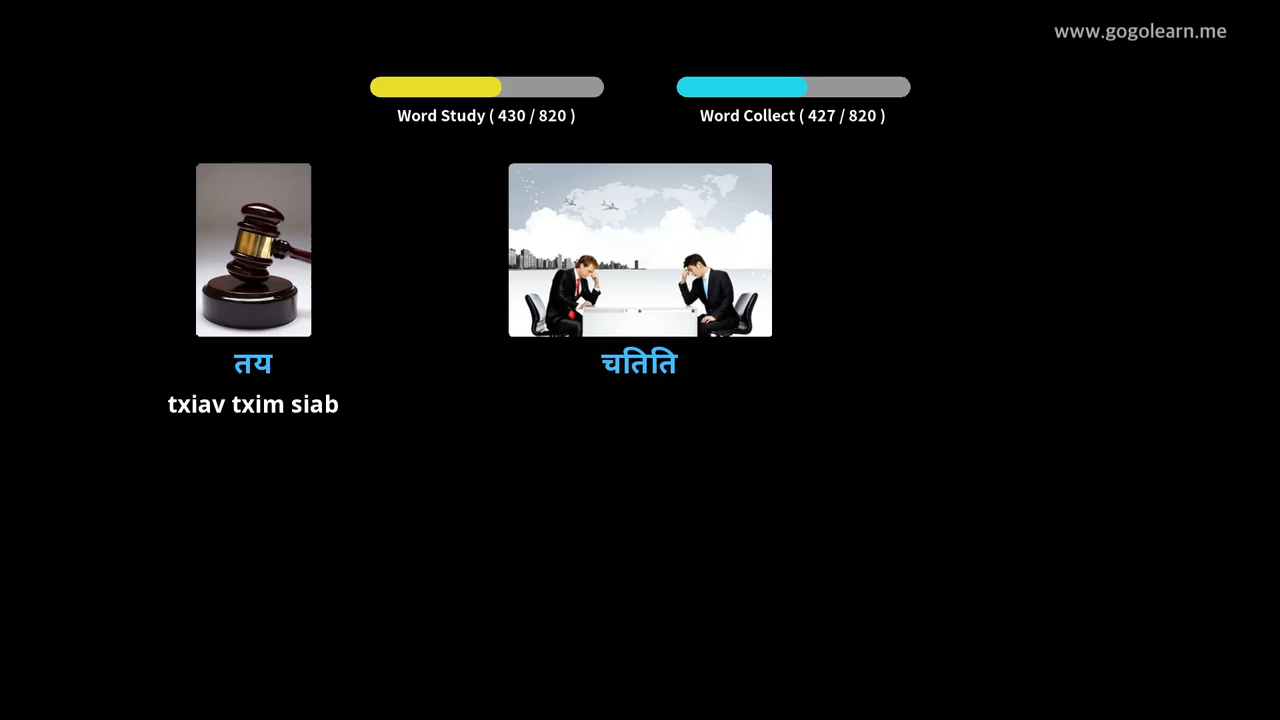 www.gogolearn.me
Word Study ( 430 / 820 )
Word Collect ( 427 / 820 )
तय
चतिति
txiav txim siab